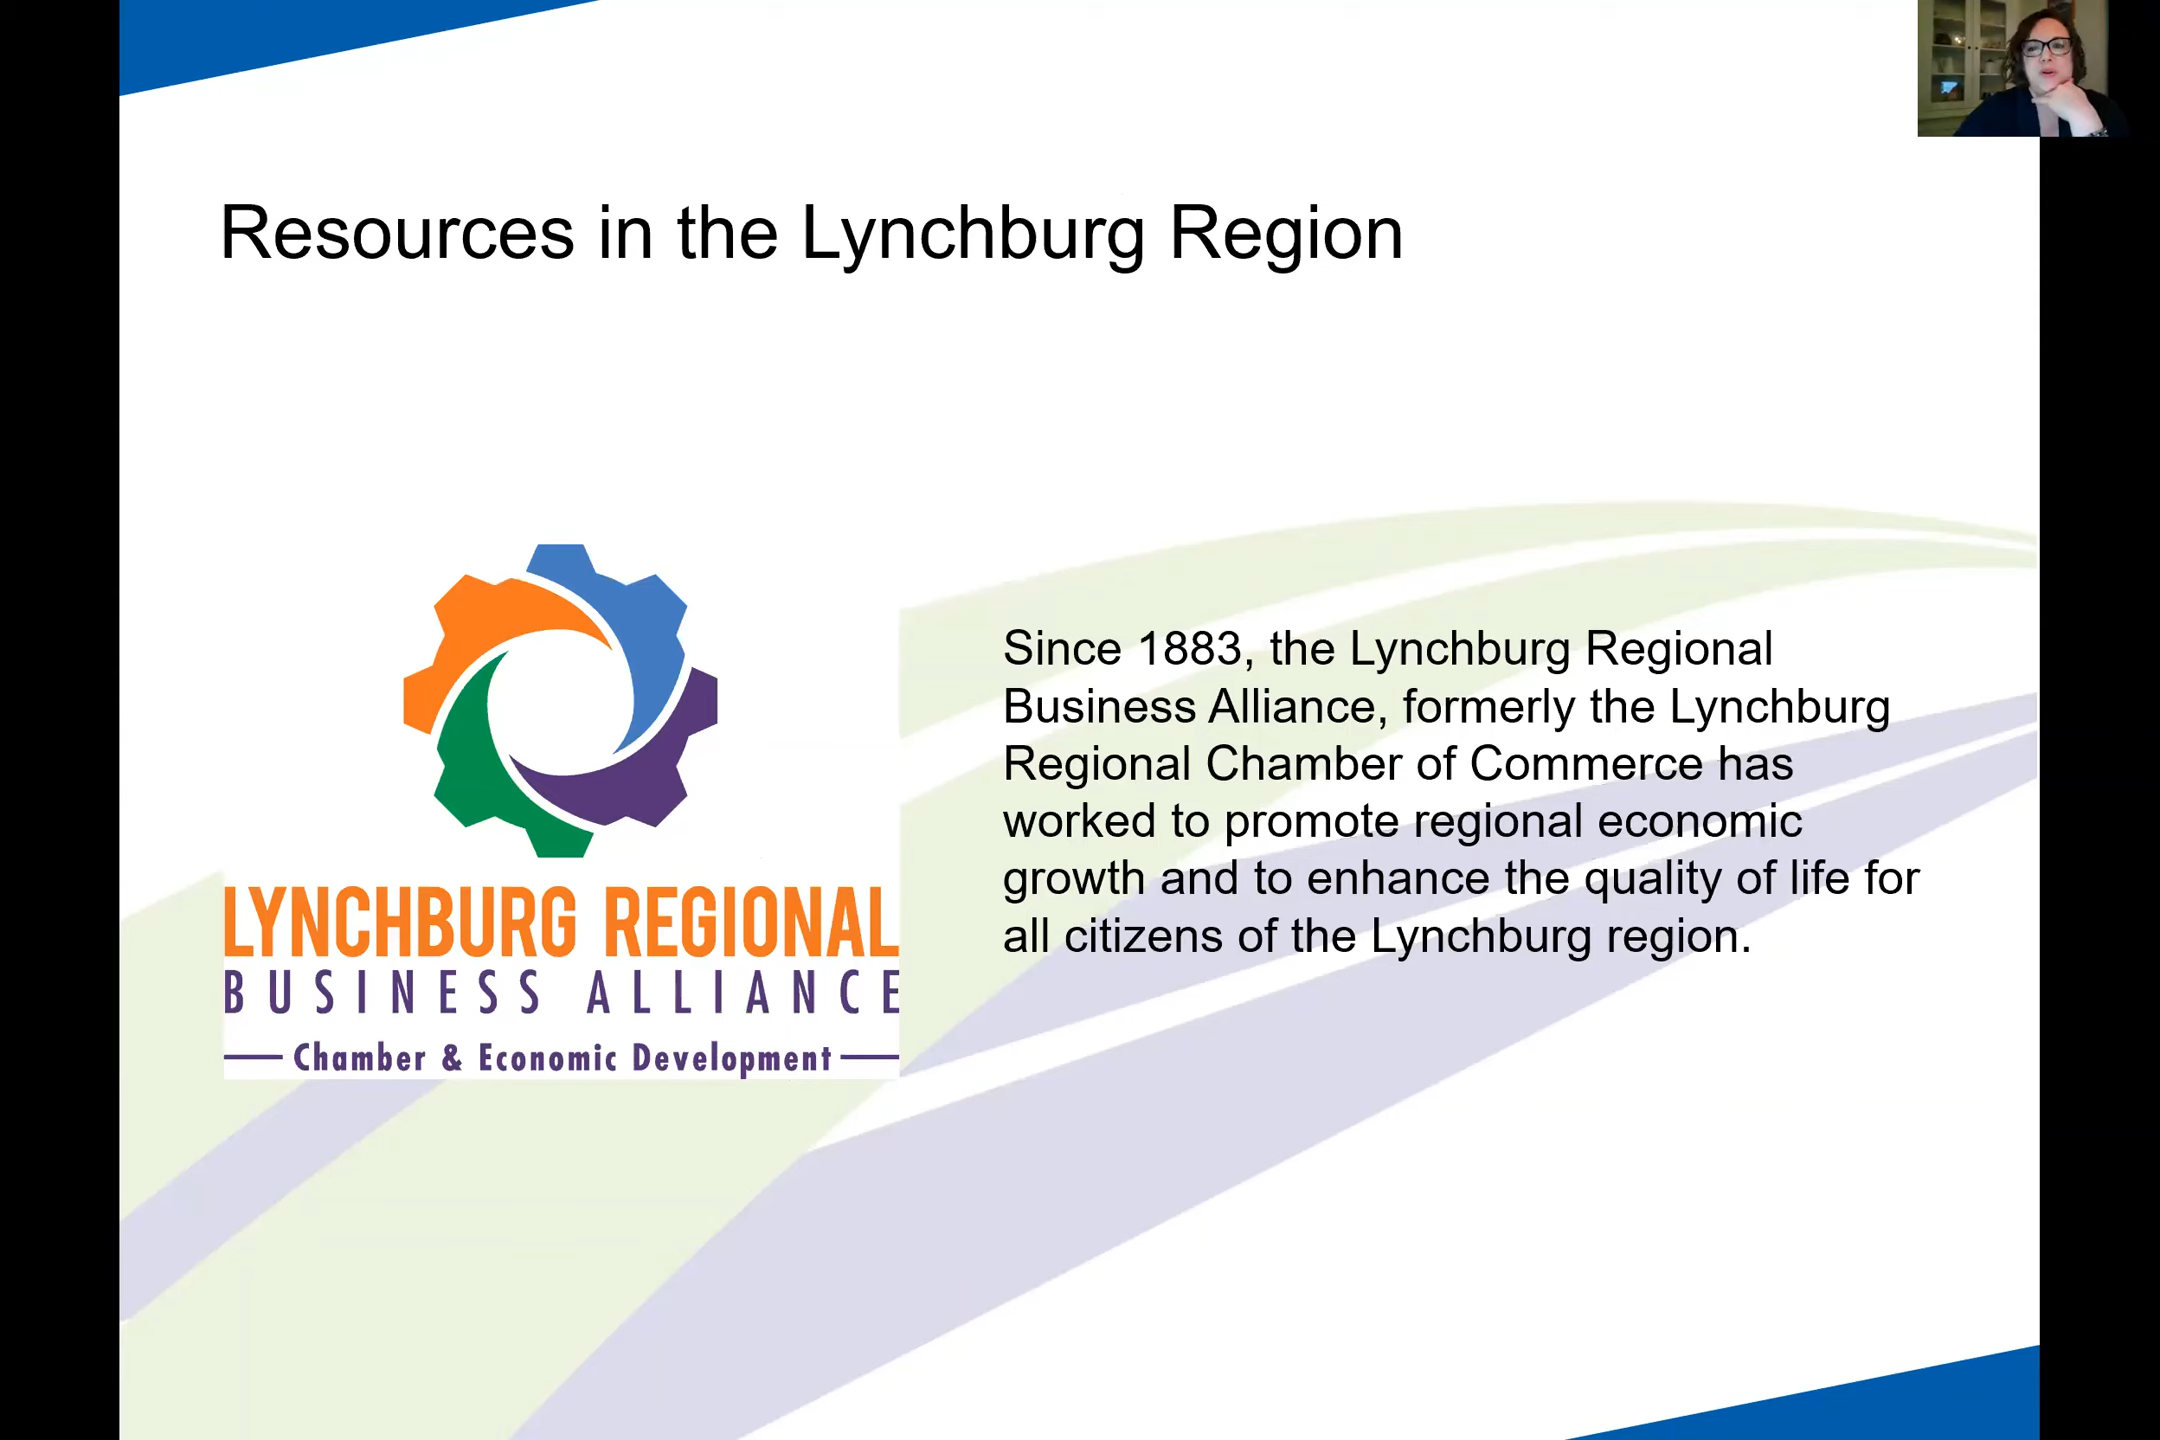 Resources in the Lynchburg Region
LYNCHBURG REGIONAL
BUSINESS ALLIANCE
Chamber & Economic Development
Since 1883, the Lynchburg Regional
Business Alliance, formerly the Lynchburg
Regional Chamber of Commerce has
worked to promote regional economic
growth and to enhance the quality of life for
all citizens of the Lynchburg region.